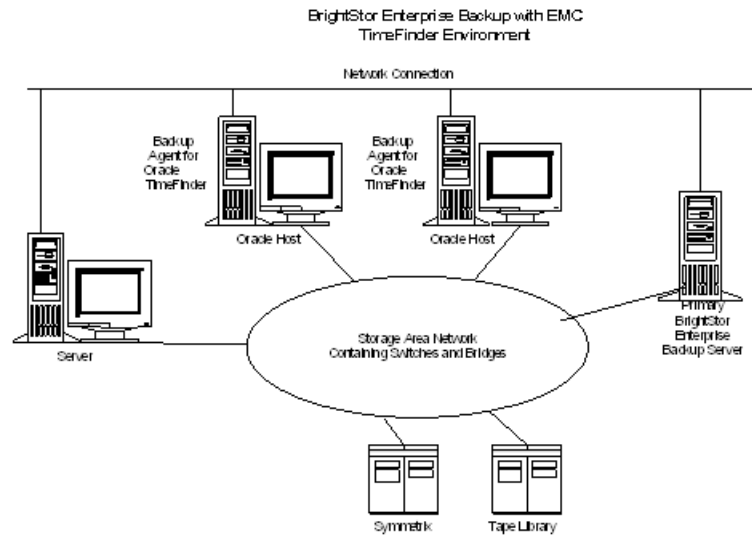 BrightStor Enterprise Backup with EMC
TimeFinder Environment
Network Connection
Backup
Agent for
Oracle
TimeFinder
Backup
Agent for
Oracle
TimeFinder
Oracle Host
Oracle Host
Primary
BrightStor
Enterprise
Backup Server
Server
Storage Area Network
Containing Switches and Bridges
Symmetrix
Tape Library